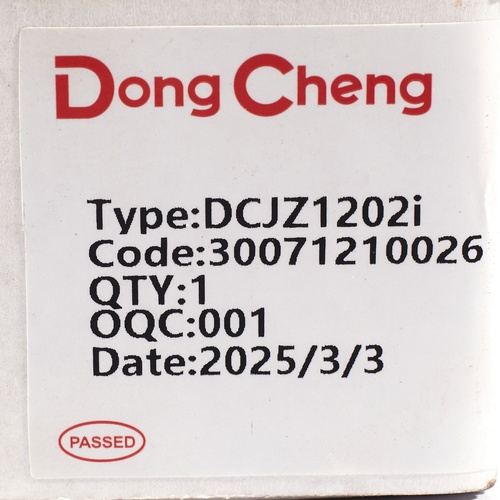 Dong Cheng
Type:DCJZ1202i
Code:30071210026
QTY:1
OQC:001
Date:2025/3/3
PASSED